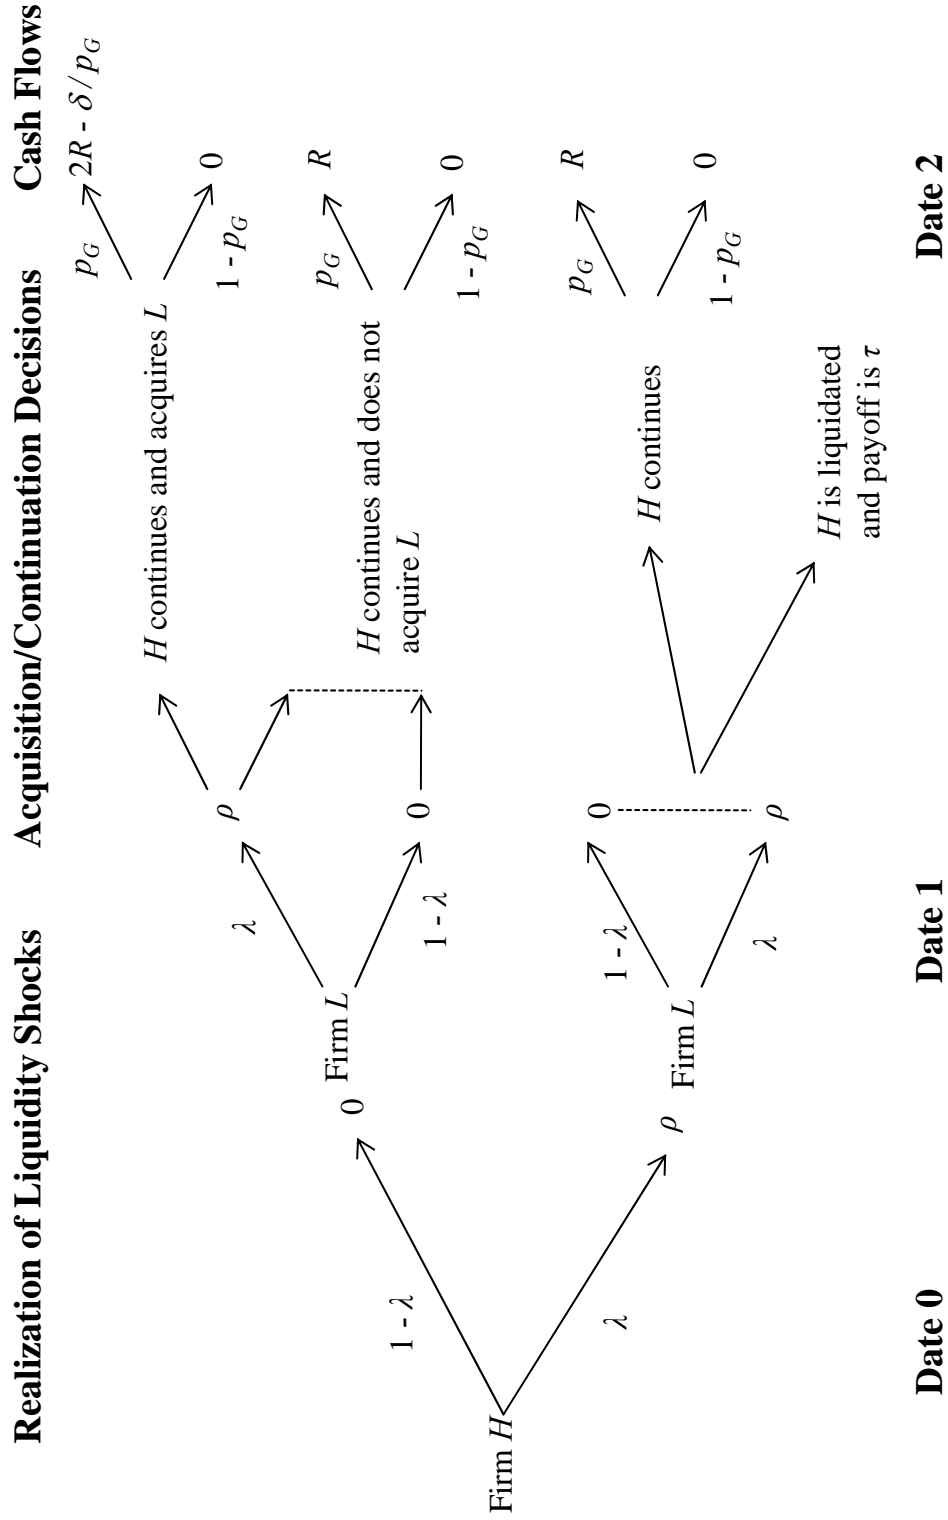 Realization of Liquidity Shocks
Acquisition/Continuation Decisions
Cash Flows
Firm H
1 - λ
λ
0
ρ
Firm L
λ
1 - λ
Firm L
1 - λ
λ
ρ
0
0
ρ
H continues and acquires L
H continues and does not
acquire L
H continues
H is liquidated
and payoff is τ
p_G
1 - p_G
p_G
1 - p_G
p_G
1 - p_G
2R - δ/p_G
0
R
0
R
0
Date 0
Date 1
Date 2